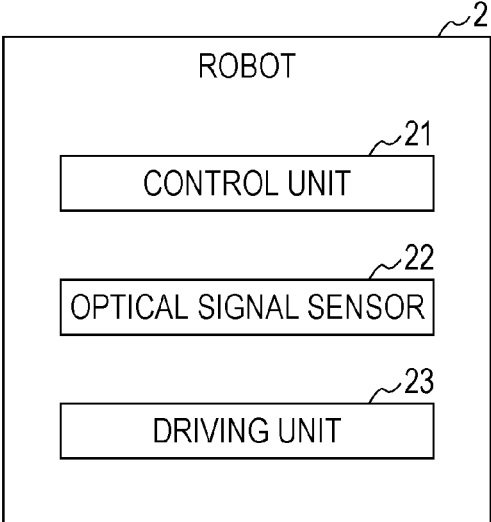 2
ROBOT
21
CONTROL UNIT
22
OPTICAL SIGNAL SENSOR
23
DRIVING UNIT